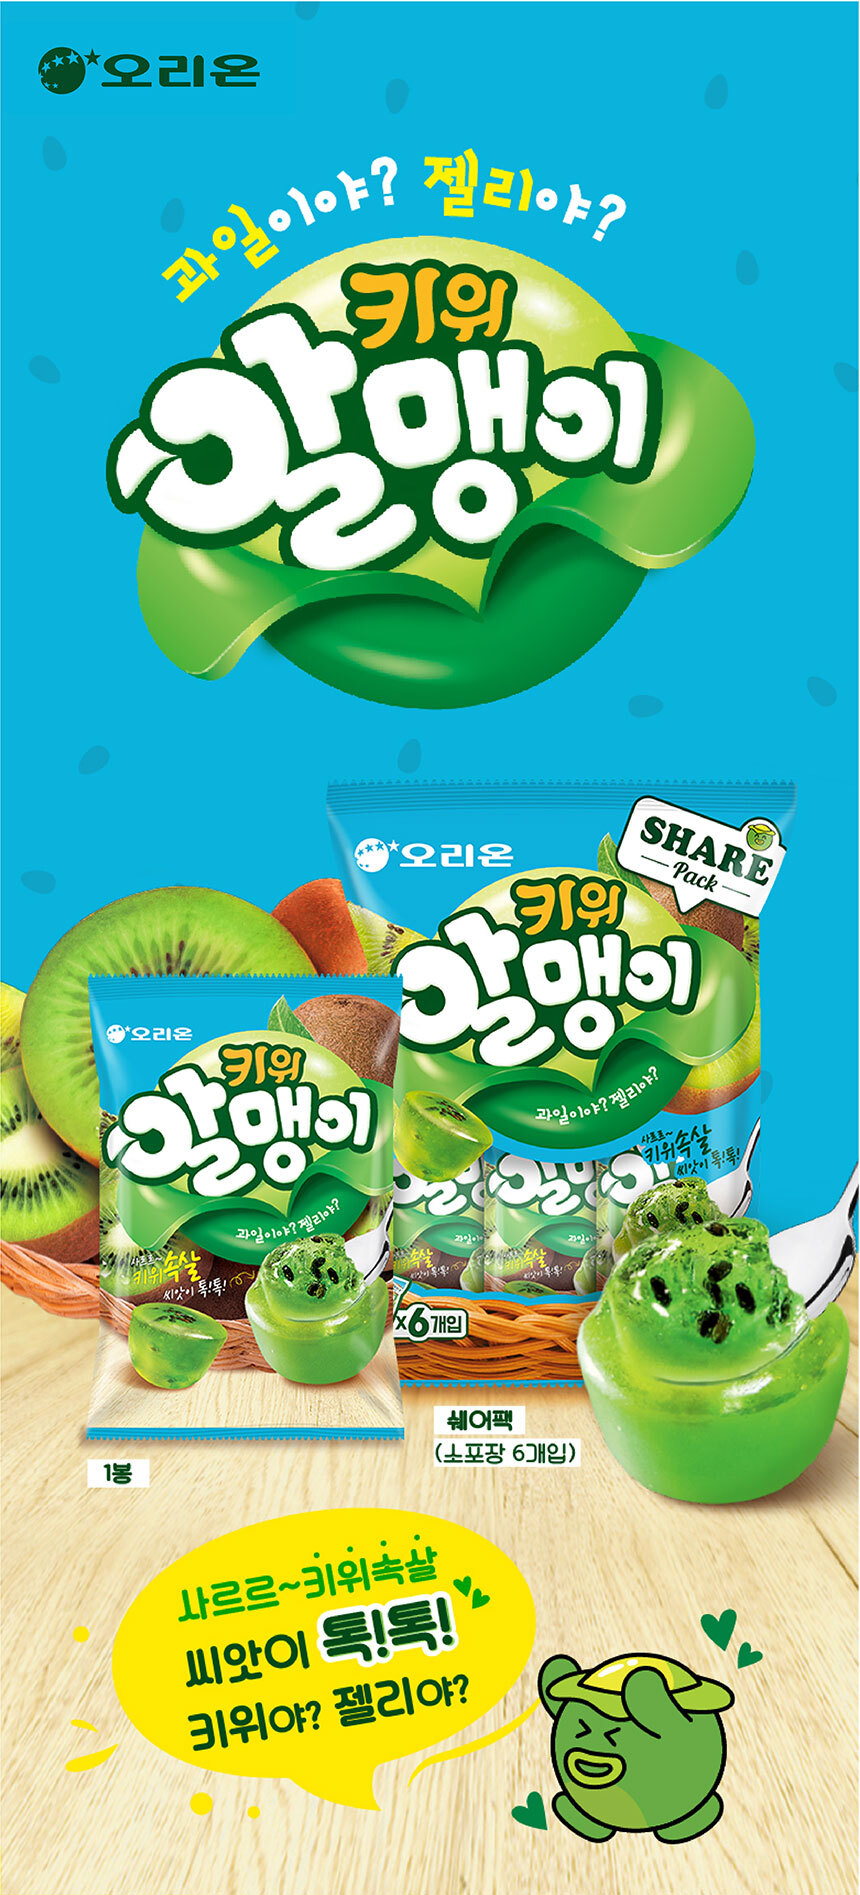 오리온
과일이야? 젤리야?
키위
알맹이
오리온
SHARE
Pack
키위
알맹이
과일이야? 젤리야?
사르르~
키위속살
씨앗이 톡!톡!
x6개입
오리온
키위
알맹이
과일이야? 젤리야?
사르르~
키위속살
씨앗이 톡!톡!
쉐어팩
(소포장 6개입)
1봉
사르르~키위속살
씨앗이 톡!톡!
키위야? 젤리야?